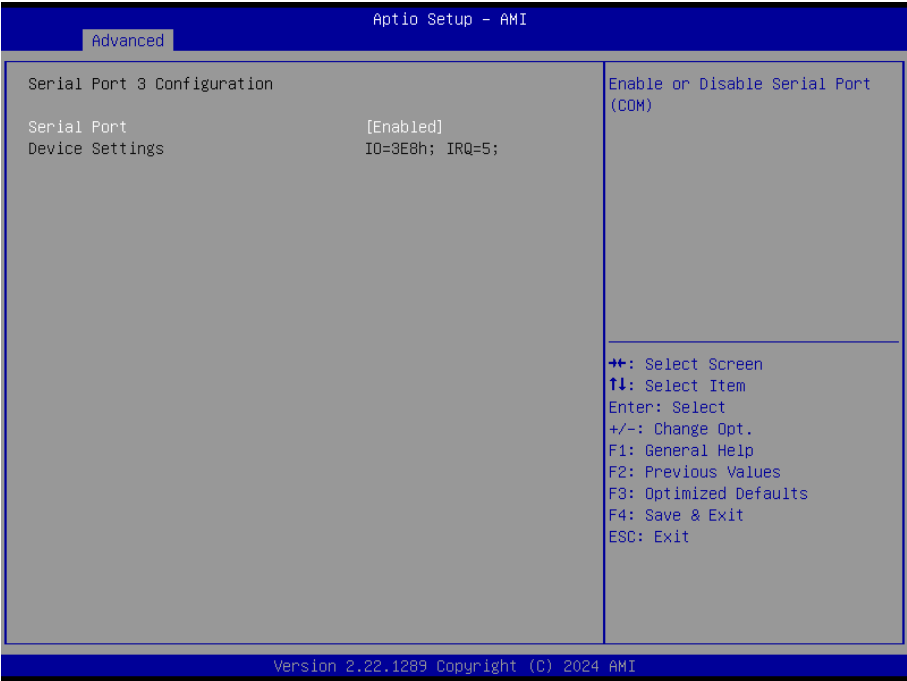 Aptio Setup – AMI
Advanced
Serial Port 3 Configuration
Serial Port [Enabled]
Device Settings IO=3E8h; IRQ=5;
Enable or Disable Serial Port
(COM)
→←: Select Screen
↑↓: Select Item
Enter: Select
+/-: Change Opt.
F1: General Help
F2: Previous Values
F3: Optimized Defaults
F4: Save & Exit
ESC: Exit
Version 2.22.1289 Copyright (C) 2024 AMI